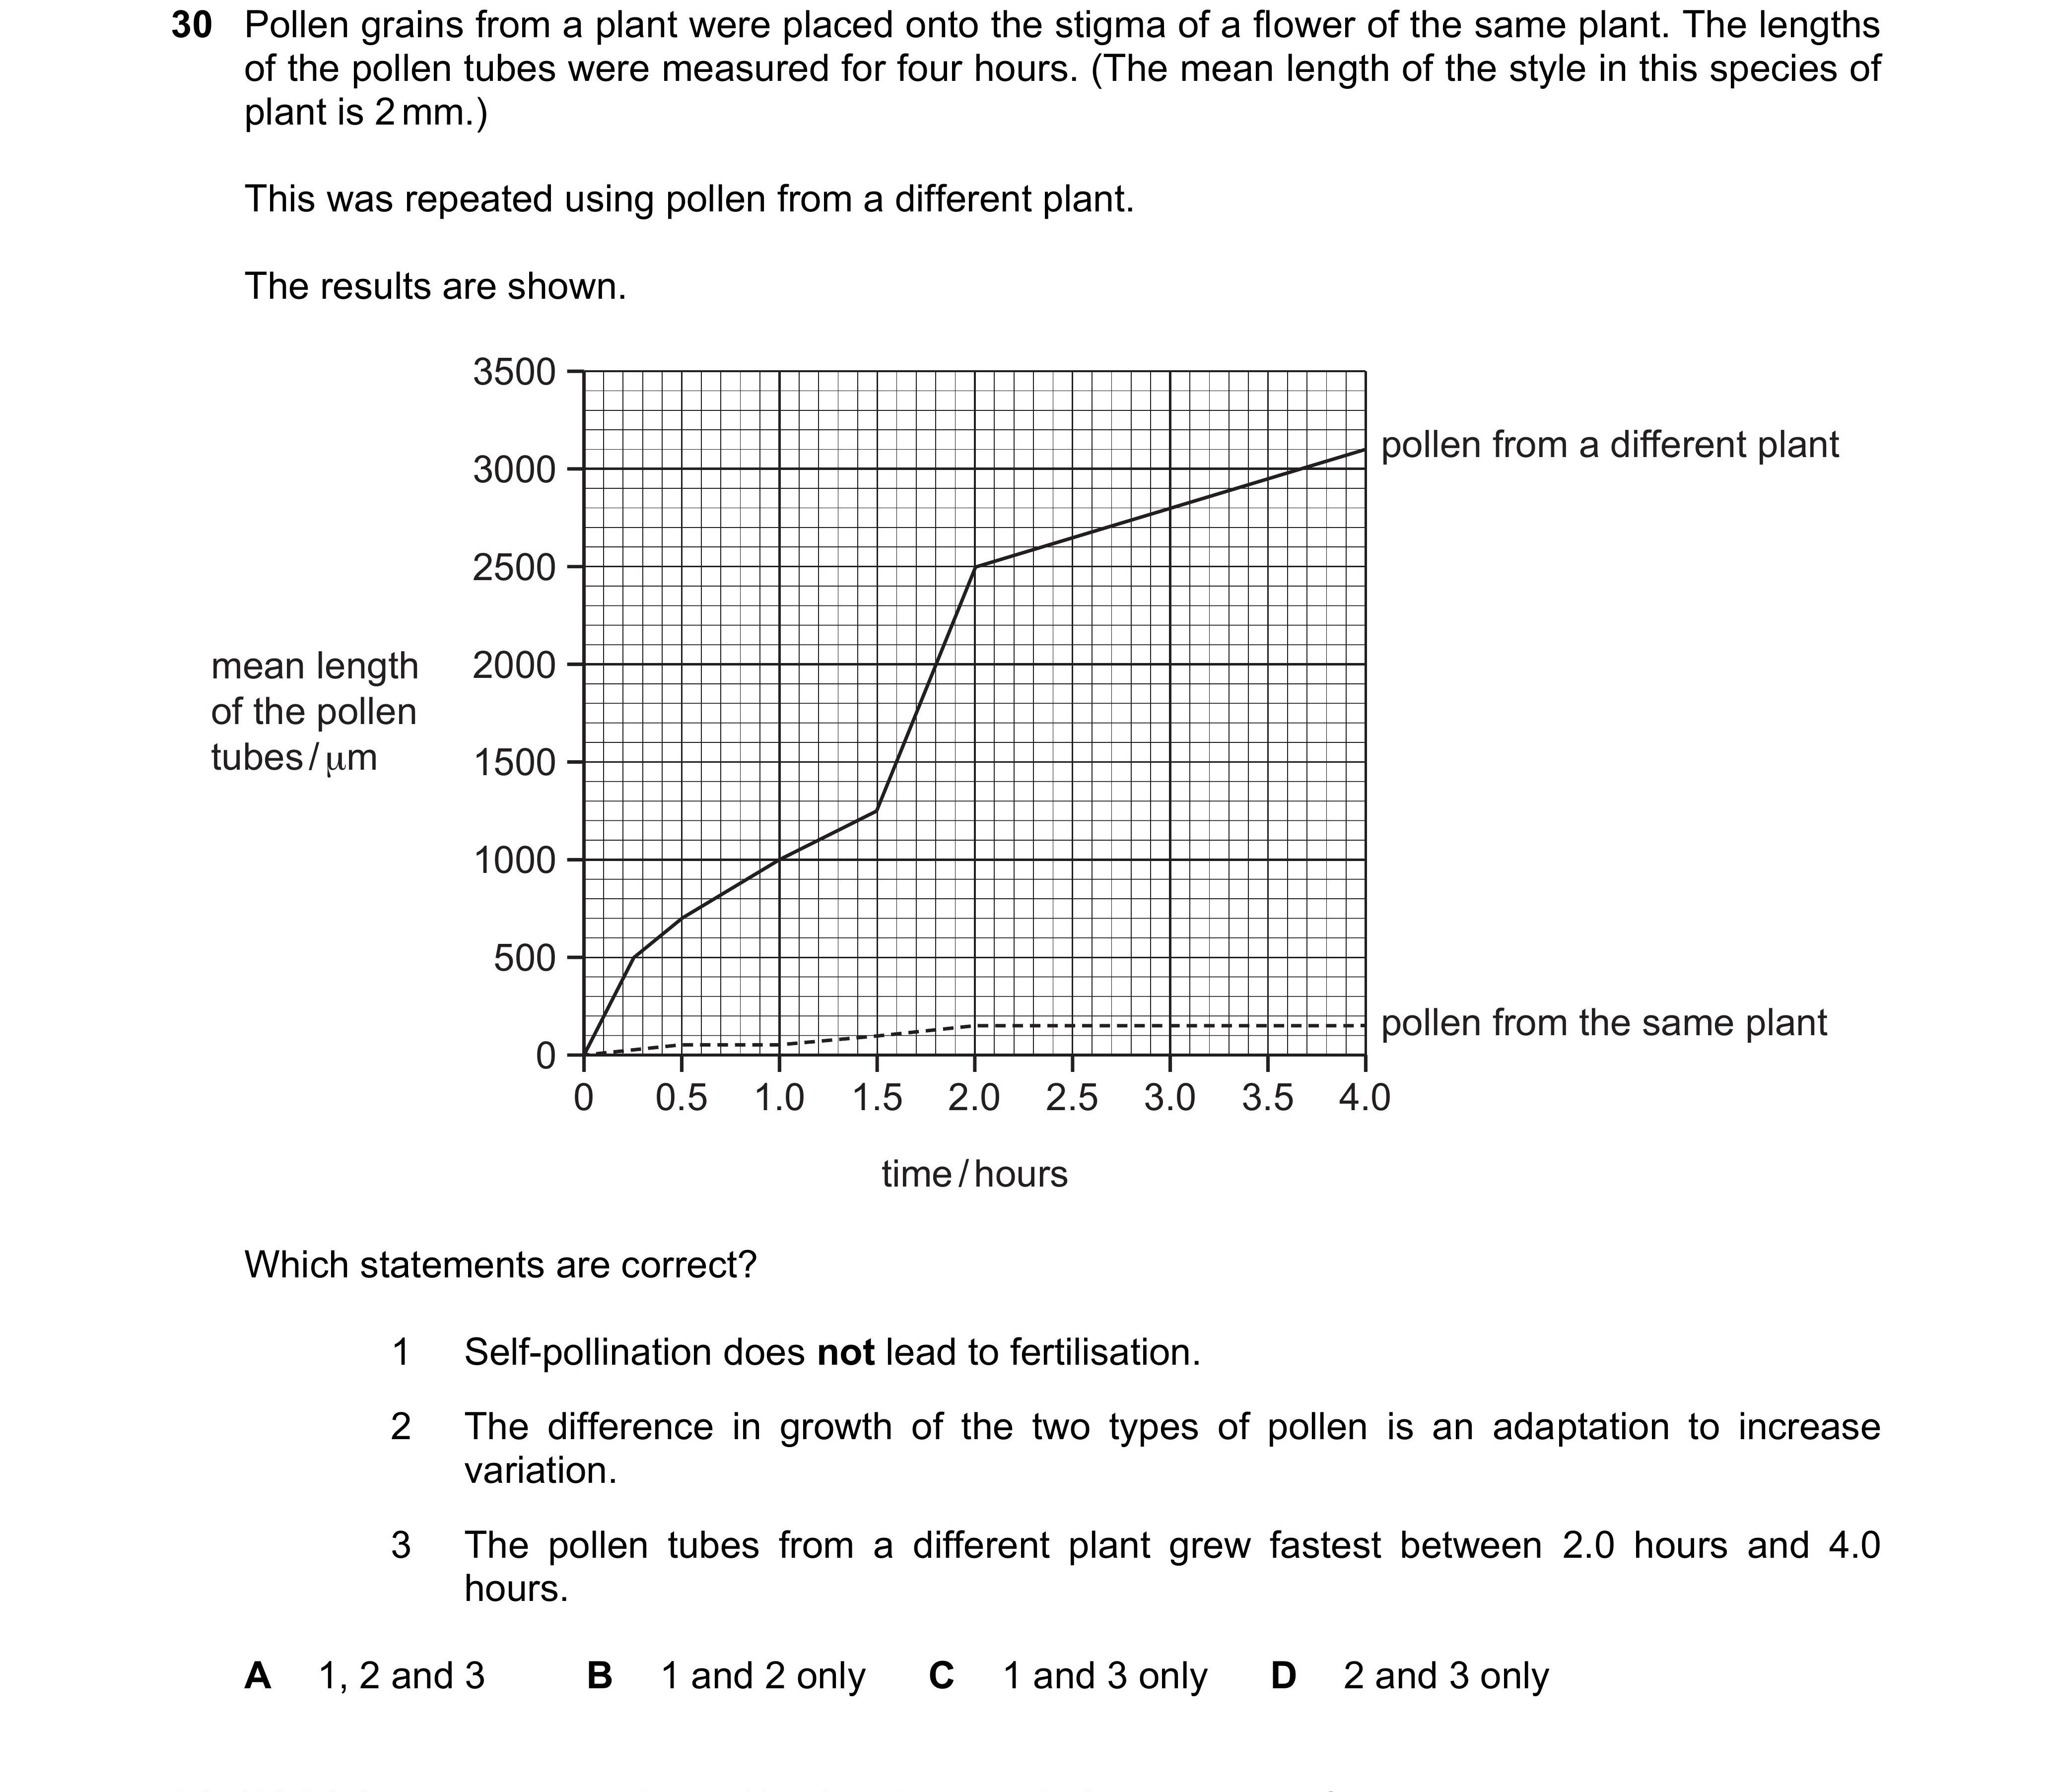 30 Pollen grains from a plant were placed onto the stigma of a flower of the same plant. The lengths
of the pollen tubes were measured for four hours. (The mean length of the style in this species of
plant is 2 mm.)
This was repeated using pollen from a different plant.
The results are shown.
3500
3000
2500
2000
1500
1000
500
0
mean length
of the pollen
tubes / μm
pollen from a different plant
pollen from the same plant
0 0.5 1.0 1.5 2.0 2.5 3.0 3.5 4.0
time / hours
Which statements are correct?
1 Self-pollination does not lead to fertilisation.
2 The difference in growth of the two types of pollen is an adaptation to increase
variation.
3 The pollen tubes from a different plant grew fastest between 2.0 hours and 4.0
hours.
A 1, 2 and 3 B 1 and 2 only C 1 and 3 only D 2 and 3 only